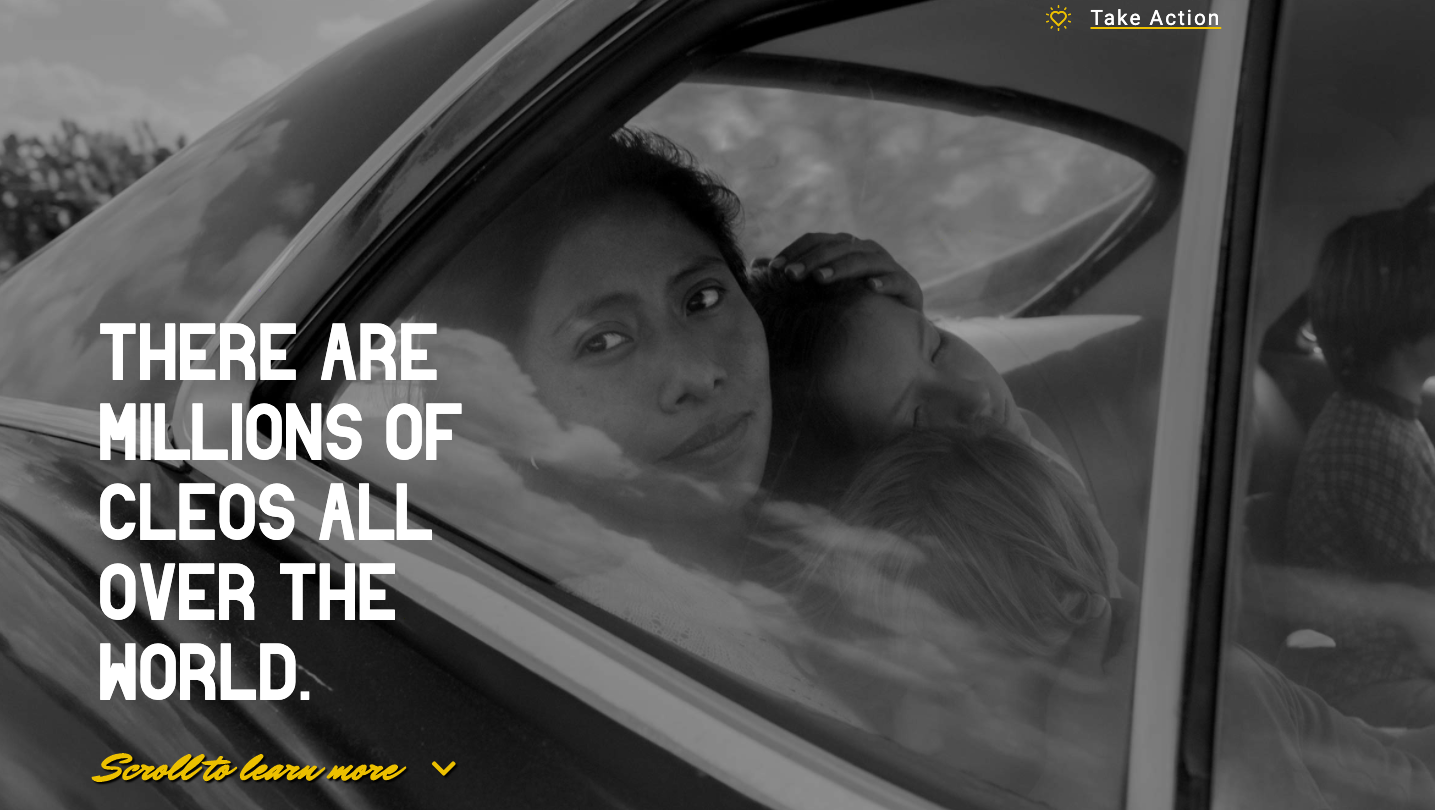 Take Action
THERE ARE
MILLIONS OF
CLEOS ALL
OVER THE
WORLD.
Scroll to learn more